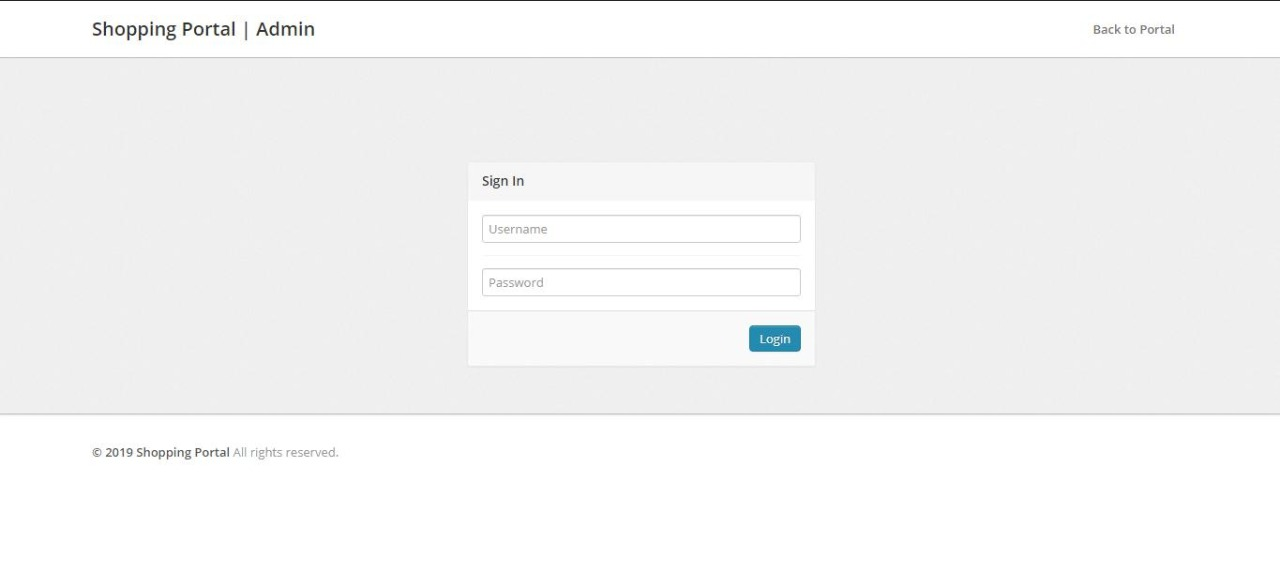 Shopping Portal | Admin
Back to Portal
Sign In
Username
Password
Login
© 2019 Shopping Portal All rights reserved.